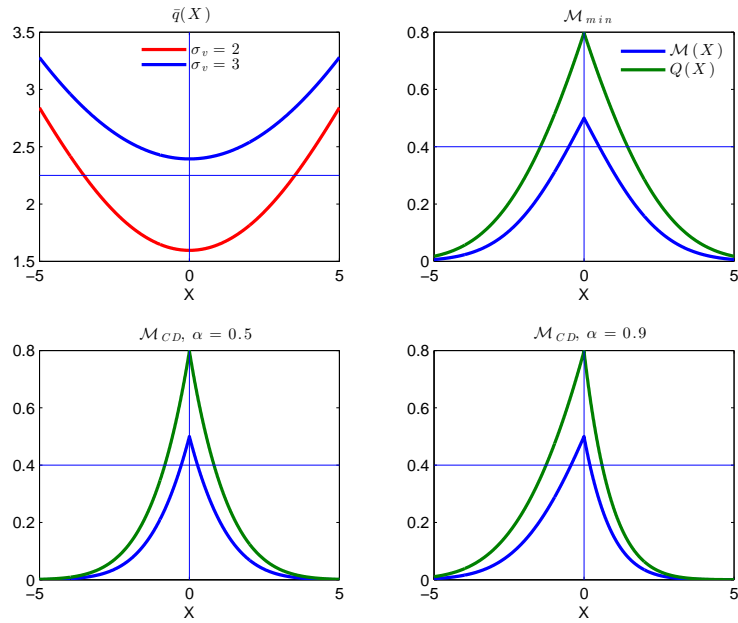 q̄(X)
σ_v = 2
σ_v = 3
3.5
3
2.5
2
1.5
−5
0
5
X
M_min
M(X)
Q(X)
0.8
0.6
0.4
0.2
0
−5
0
5
X
M_CD, α = 0.5
0.8
0.6
0.4
0.2
0
−5
0
5
X
M_CD, α = 0.9
0.8
0.6
0.4
0.2
0
−5
0
5
X